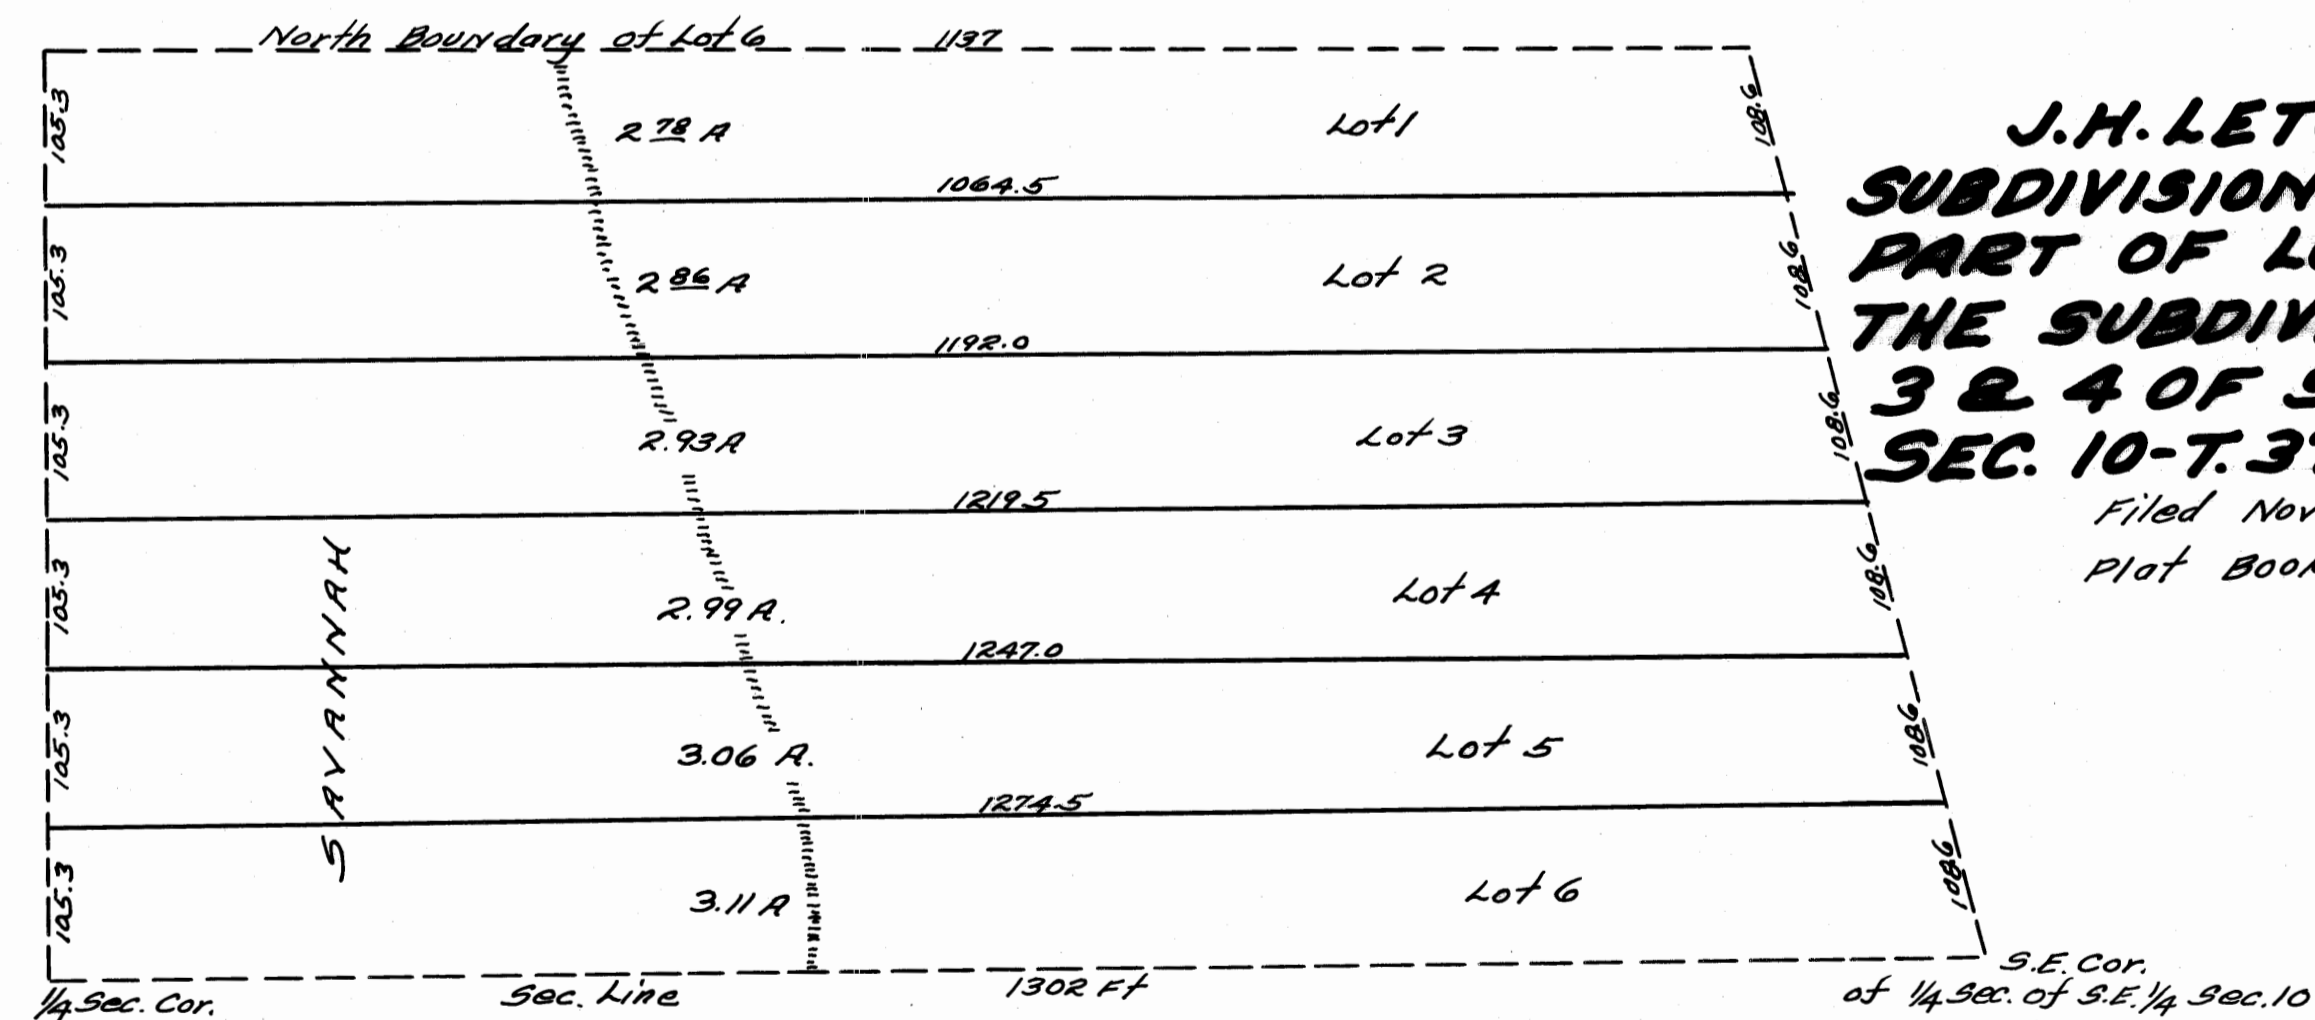 North Boundary of Lot 6 1137
105.3
2 78 A
Lot 1
108.6
1064.5
105.3
2 86 A
Lot 2
108.6
1192.0
105.3
2.93 A
Lot 3
108.6
1219.5
105.3
2.99 A.
Lot 4
108.6
1247.0
SAVANNAH
105.3
3.06 A.
Lot 5
108.6
1274.5
105.3
3.11 A
Lot 6
108.6
1/4 Sec. Cor.
Sec. Line
1302 Ft
S.E. Cor.
of 1/4 Sec. of S.E. 1/4 Sec. 10
J.H. LET
SUBDIVISION
PART OF L
THE SUBDIV
3 & 4 OF S
SEC. 10-T. 37
Filed Nov
Plat Book